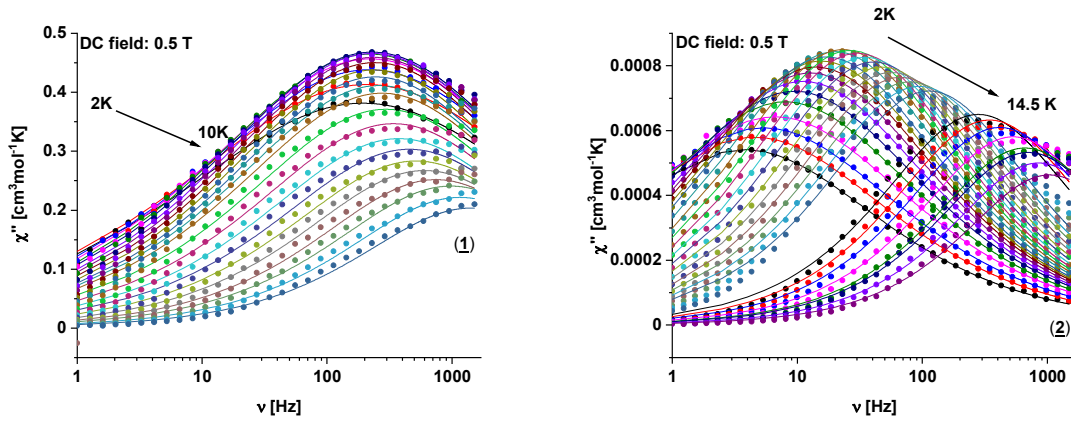 DC field: 0.5 T
2K
10K
(1)
χ'' [cm³mol⁻¹K]
0.5
0.4
0.3
0.2
0.1
0
1
10
100
1000
ν [Hz]
DC field: 0.5 T
2K
14.5 K
(2)
χ'' [cm³mol⁻¹K]
0.0008
0.0006
0.0004
0.0002
0
1
10
100
1000
ν [Hz]